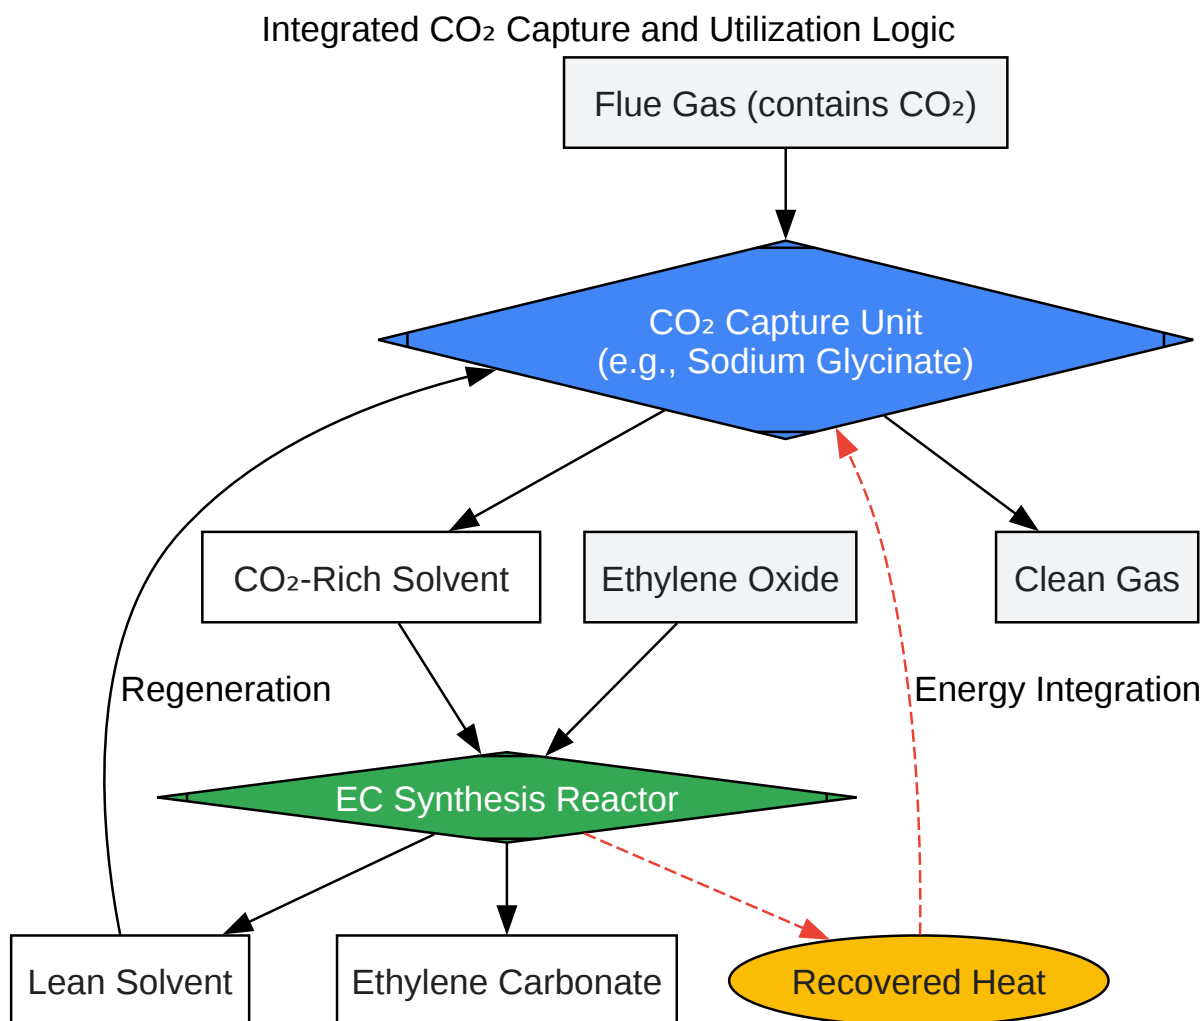 Integrated CO₂ Capture and Utilization Logic
Flue Gas (contains CO₂)
CO₂ Capture Unit
(e.g., Sodium Glycinate)
CO₂-Rich Solvent
Ethylene Oxide
Clean Gas
Regeneration
Energy Integration
EC Synthesis Reactor
Lean Solvent
Ethylene Carbonate
Recovered Heat